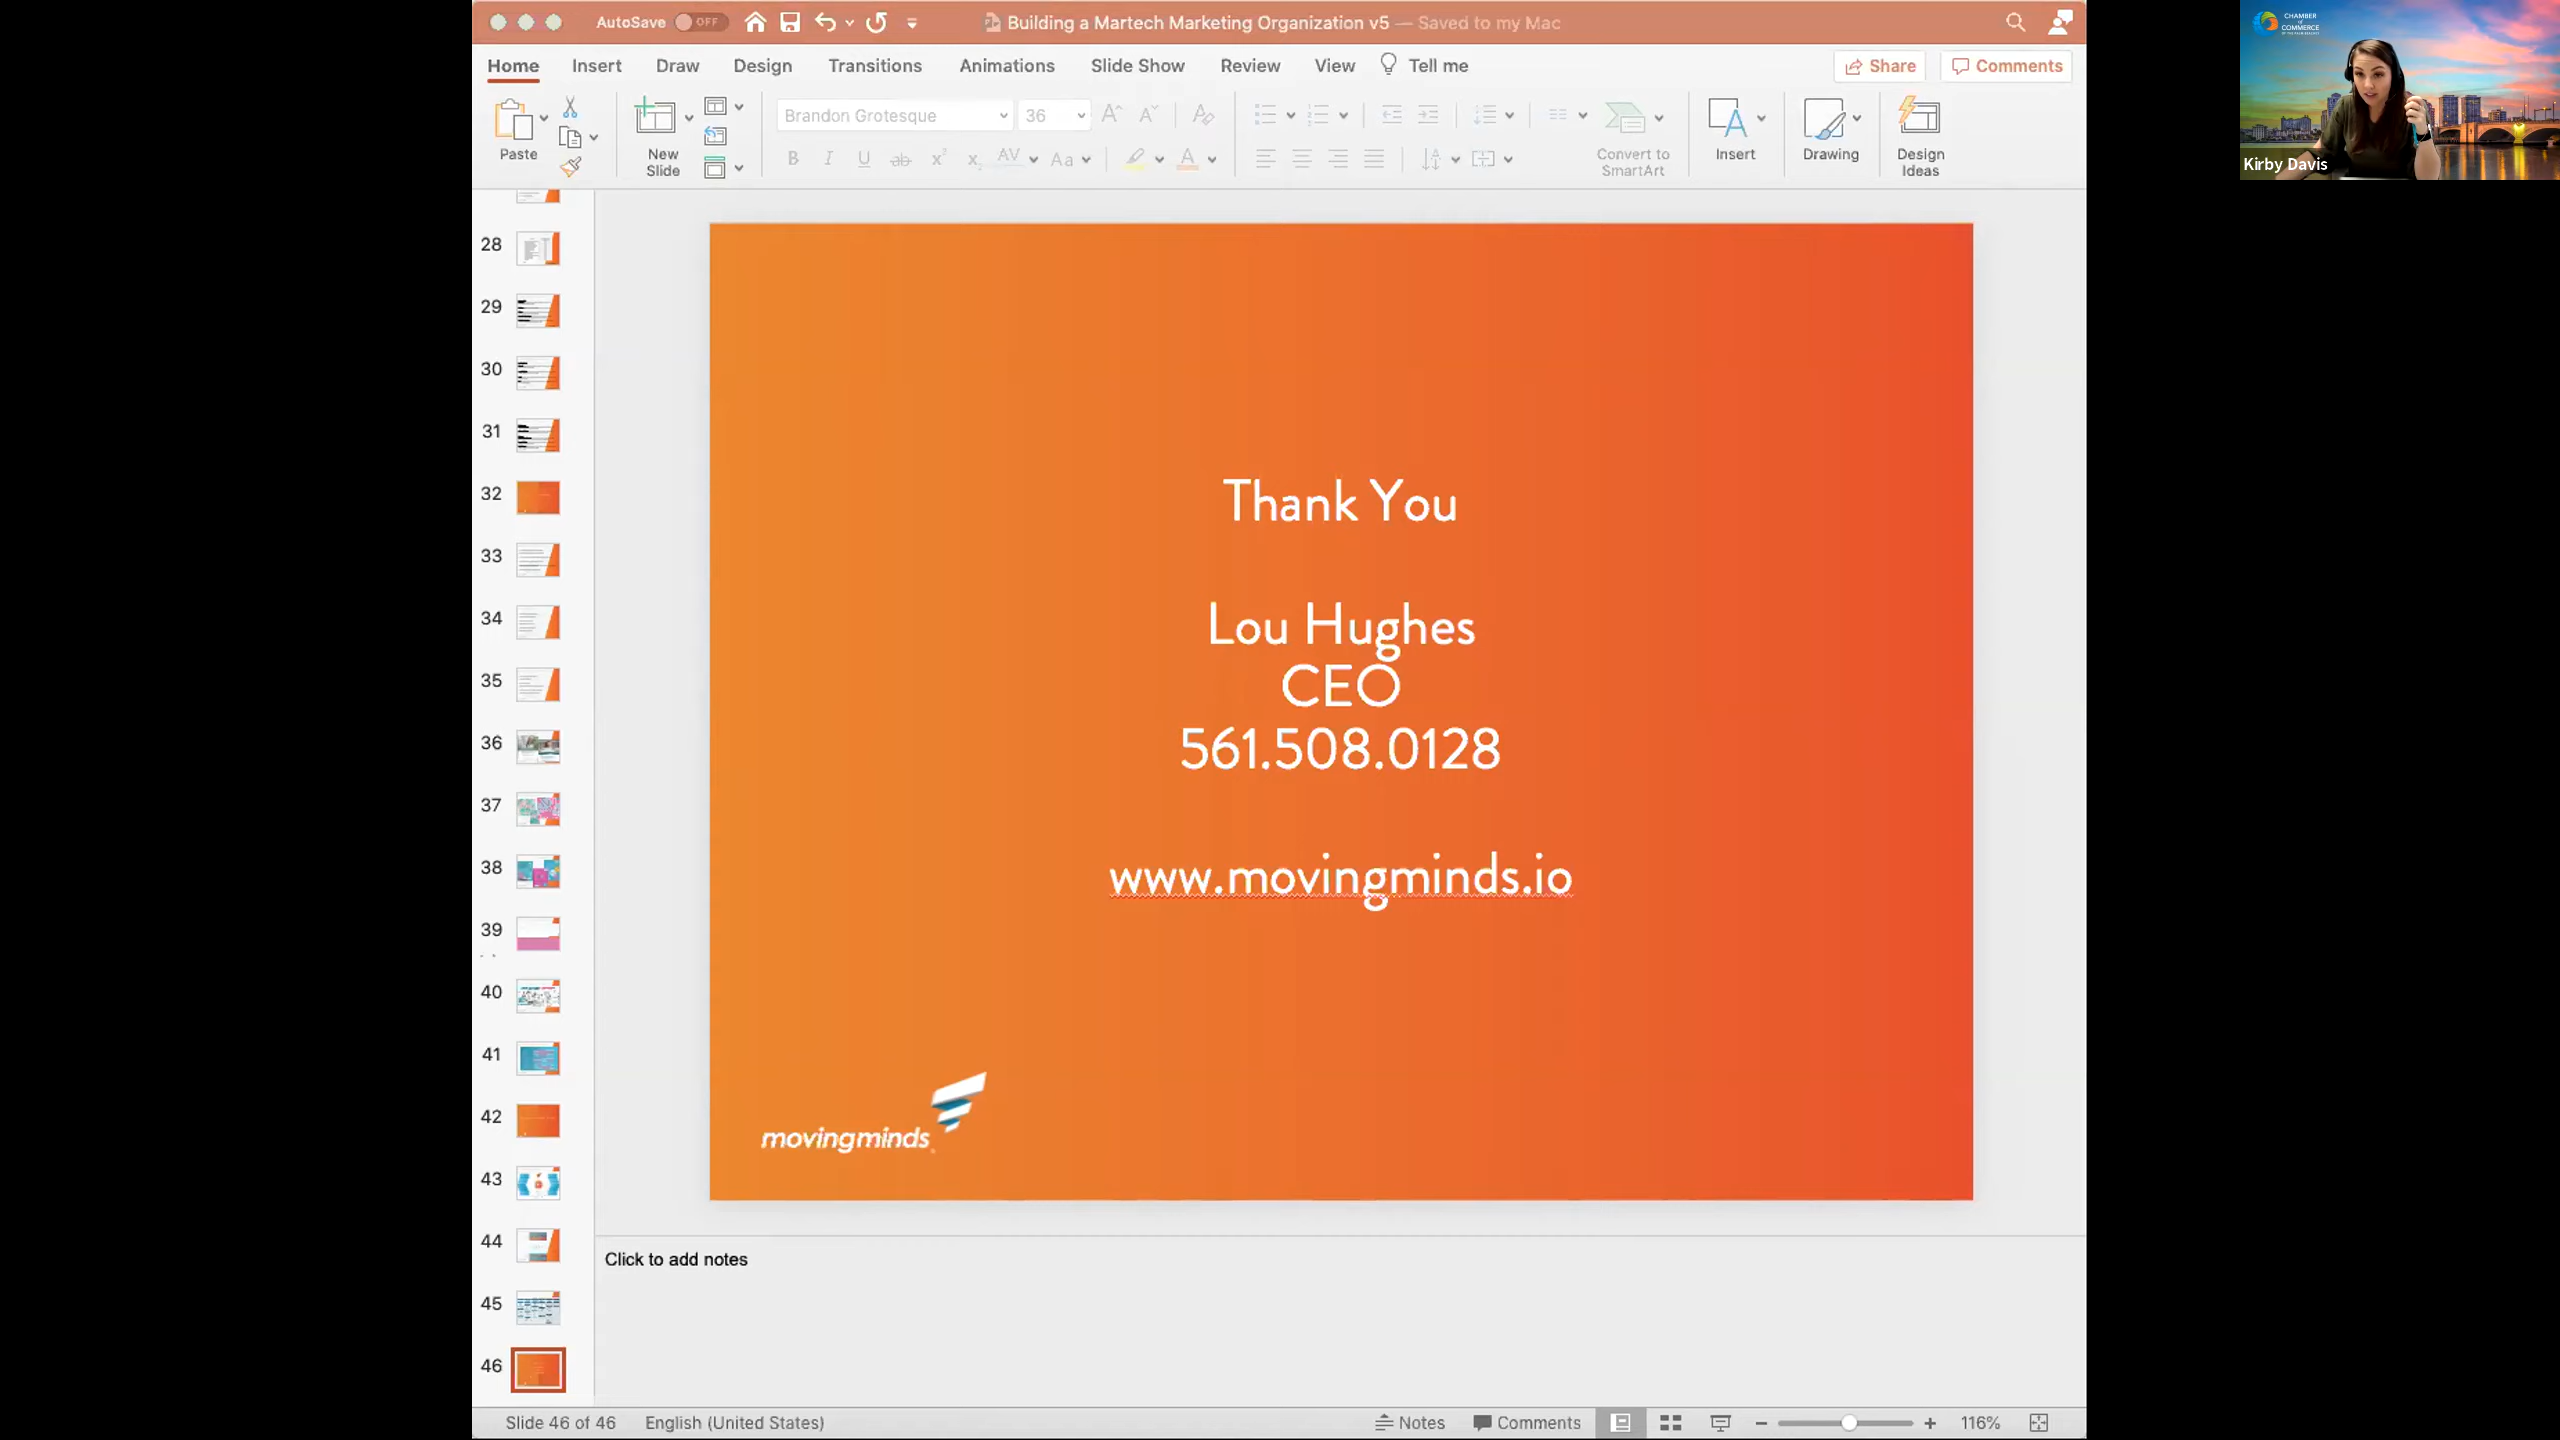 AutoSave OFF
Building a Martech Marketing Organization v5 — Saved to my Mac
Home Insert Draw Design Transitions Animations Slide Show Review View Tell me
Share Comments
Paste
New Slide
Brandon Grotesque 36
Convert to SmartArt
Insert
Drawing
Design Ideas
28
29
30
31
32
33
34
35
36
37
38
39
40
41
42
43
44
45
46
Thank You
Lou Hughes
CEO
561.508.0128
www.movingminds.io
movingminds
Click to add notes
Slide 46 of 46 English (United States) Notes Comments 116%
CHAMBER
of
COMMERCE
Kirby Davis